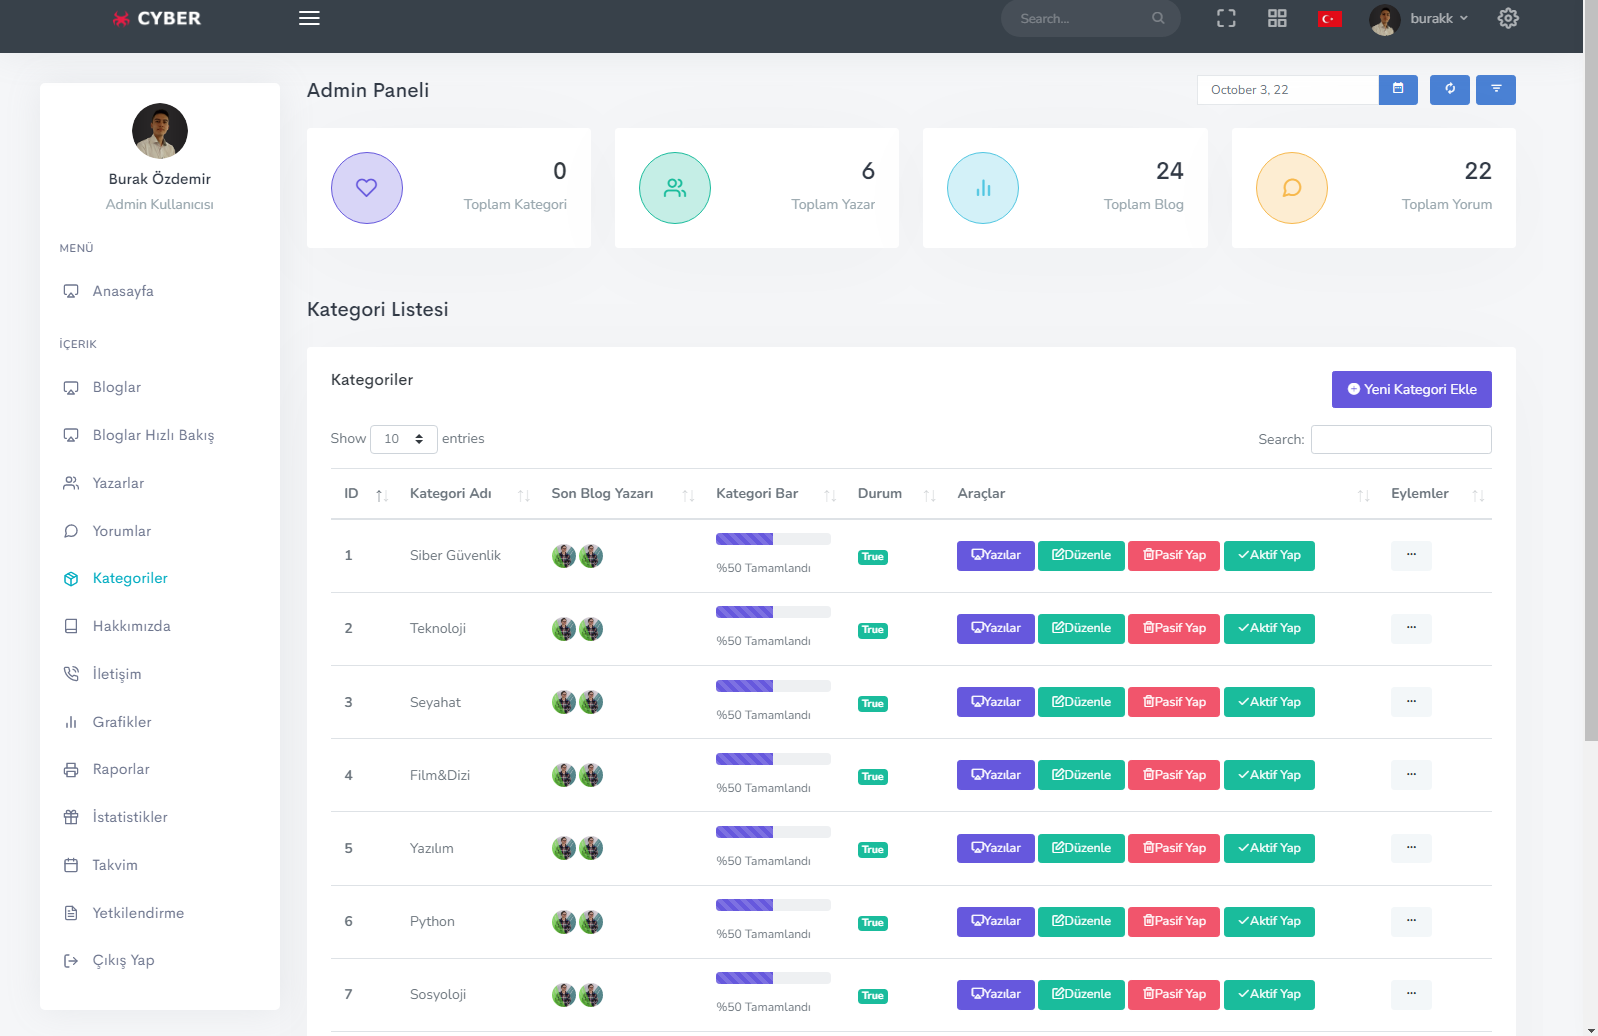 CYBER
Search...
burakk
Burak Özdemir
Admin Kullanıcısı
MENÜ
Anasayfa
İÇERIK
Bloglar
Bloglar Hızlı Bakış
Yazarlar
Yorumlar
Kategoriler
Hakkımızda
İletişim
Grafikler
Raporlar
İstatistikler
Takvim
Yetkilendirme
Çıkış Yap
Admin Paneli
October 3, 22
0
Toplam Kategori
6
Toplam Yazar
24
Toplam Blog
22
Toplam Yorum
Kategori Listesi
Kategoriler
Yeni Kategori Ekle
Show 10 entries
Search:
ID Kategori Adı Son Blog Yazarı Kategori Bar Durum Araçlar Eylemler
1 Siber Güvenlik %50 Tamamlandı True Yazılar Düzenle Pasif Yap Aktif Yap ...
2 Teknoloji %50 Tamamlandı True Yazılar Düzenle Pasif Yap Aktif Yap ...
3 Seyahat %50 Tamamlandı True Yazılar Düzenle Pasif Yap Aktif Yap ...
4 Film&Dizi %50 Tamamlandı True Yazılar Düzenle Pasif Yap Aktif Yap ...
5 Yazılım %50 Tamamlandı True Yazılar Düzenle Pasif Yap Aktif Yap ...
6 Python %50 Tamamlandı True Yazılar Düzenle Pasif Yap Aktif Yap ...
7 Sosyoloji %50 Tamamlandı True Yazılar Düzenle Pasif Yap Aktif Yap ...